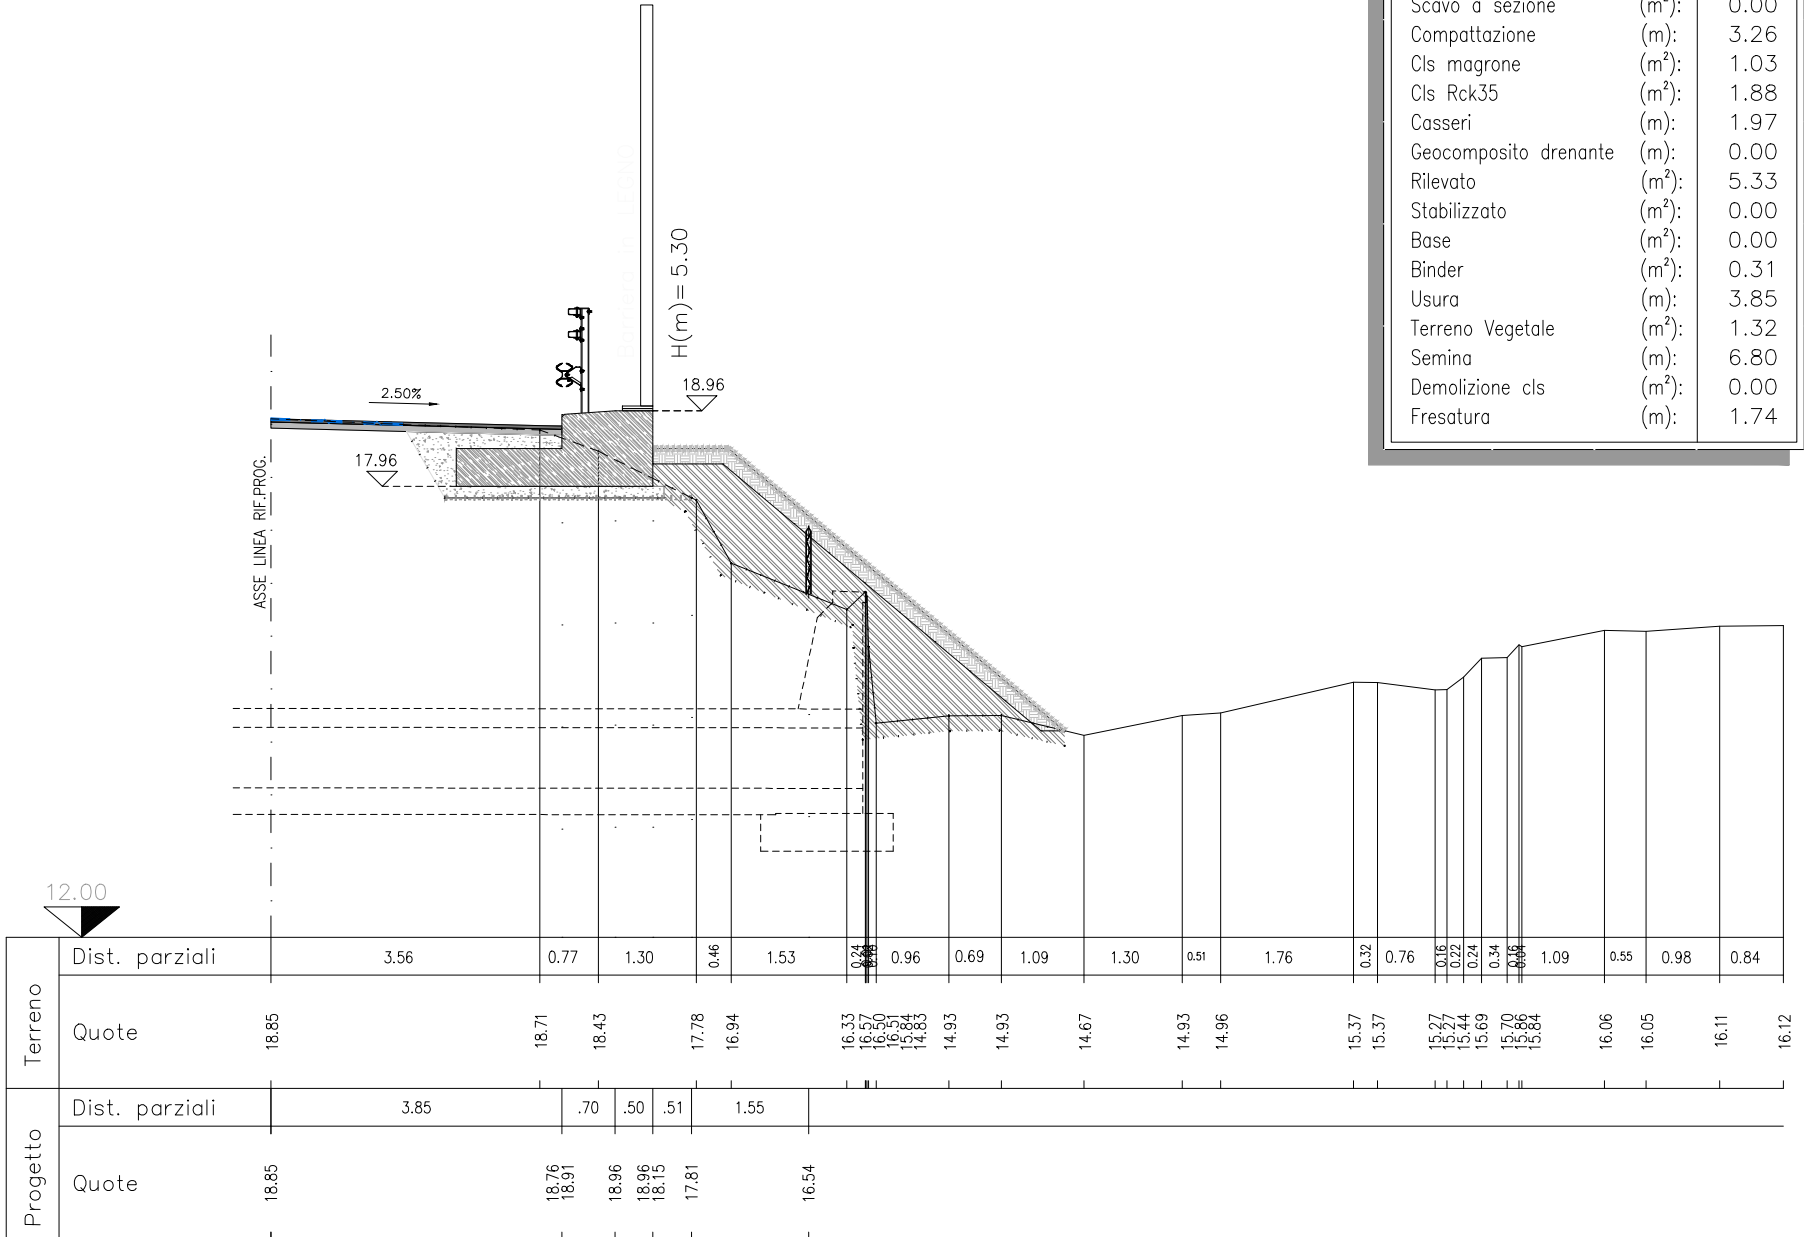 Scavo a sezione (m²): 0.00
Compattazione (m): 3.26
Cls magrone (m²): 1.03
Cls Rck35 (m²): 1.88
Casseri (m): 1.97
Geocomposito drenante (m): 0.00
Rilevato (m²): 5.33
Stabilizzato (m²): 0.00
Base (m²): 0.00
Binder (m²): 0.31
Usura (m): 3.85
Terreno Vegetale (m²): 1.32
Semina (m): 6.80
Demolizione cls (m²): 0.00
Fresatura (m): 1.74
H(m)= 5.30
2.50%
18.96
17.96
ASSE LINEA RIF.PROG.
12.00
Terreno
Dist. parziali 3.56 0.77 1.30 0.46 1.53 0.24 0.96 0.69 1.09 1.30 0.51 1.76 0.32 0.76 0.16 0.22 0.24 0.34 0.16 0.04 1.09 0.55 0.98 0.84
Quote 18.85 18.71 18.43 17.78 16.94 16.33 16.57 16.50 16.51 15.84 14.83 14.93 14.93 14.67 14.93 14.96 15.37 15.37 15.27 15.27 15.44 15.69 15.70 15.86 15.84 16.06 16.05 16.11 16.12
Progetto
Dist. parziali 3.85 .70 .50 .51 1.55
Quote 18.85 18.76 18.91 18.96 18.96 18.15 17.81 16.54